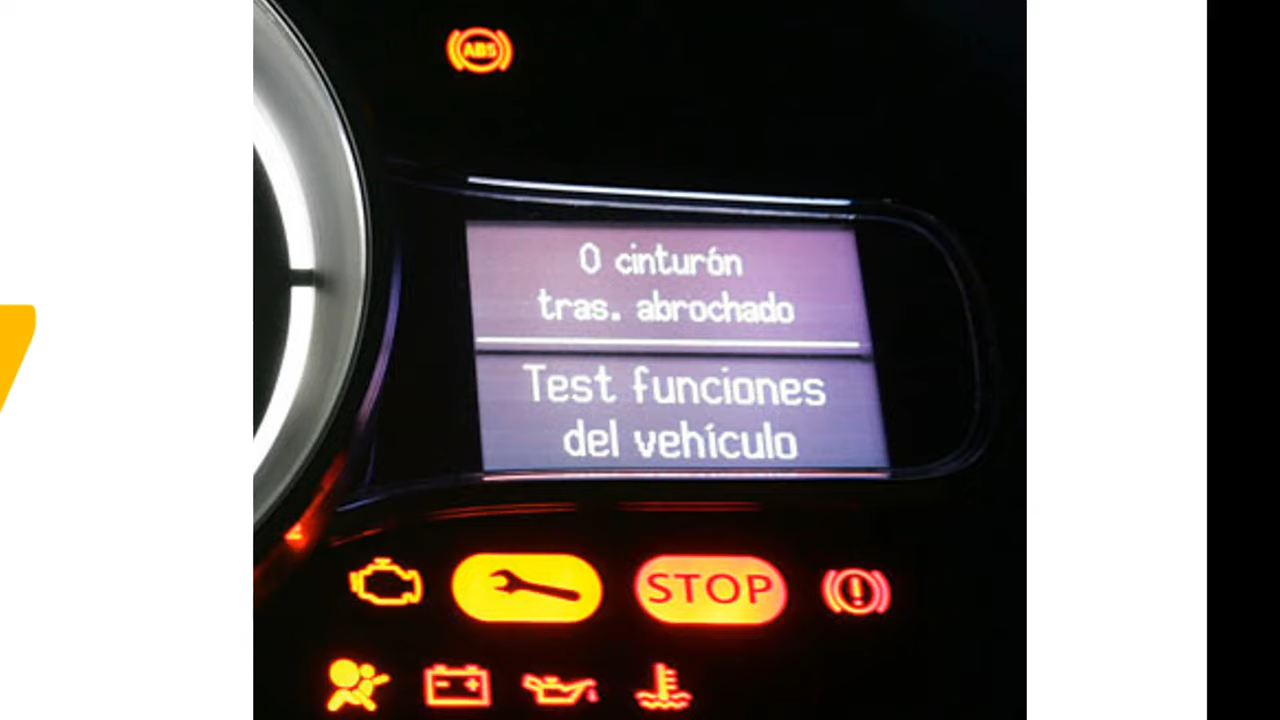 ABS
0 cinturón
tras. abrochado
Test funciones
del vehículo
STOP